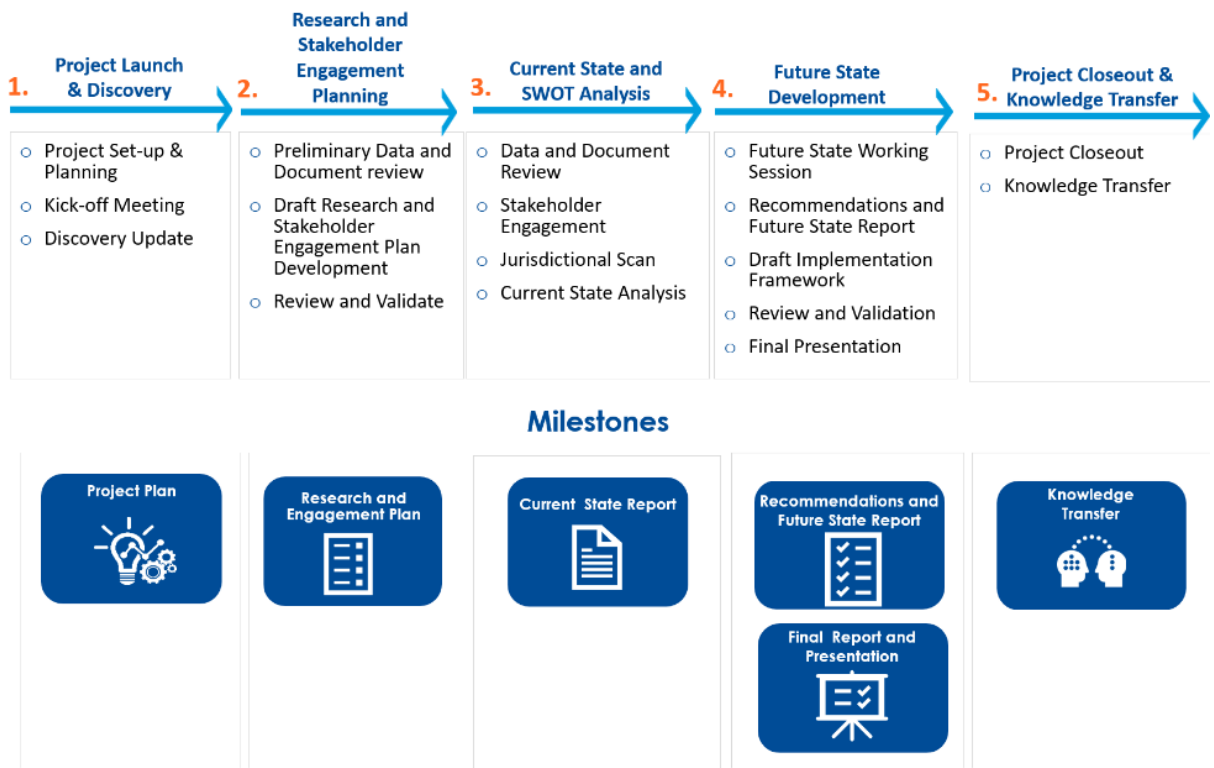 1.
Project Launch
& Discovery
Project Set-up &
Planning
Kick-off Meeting
Discovery Update
2.
Research and
Stakeholder
Engagement
Planning
Preliminary Data and
Document review
Draft Research and
Stakeholder
Engagement Plan
Development
Review and Validate
3.
Current State and
SWOT Analysis
Data and Document
Review
Stakeholder
Engagement
Jurisdictional Scan
Current State Analysis
4.
Future State
Development
Future State Working
Session
Recommendations and
Future State Report
Draft Implementation
Framework
Review and Validation
Final Presentation
5.
Project Closeout &
Knowledge Transfer
Project Closeout
Knowledge Transfer
Milestones
Project Plan
Research and
Engagement Plan
Current State Report
Recommendations and
Future State Report
Final Report and
Presentation
Knowledge
Transfer